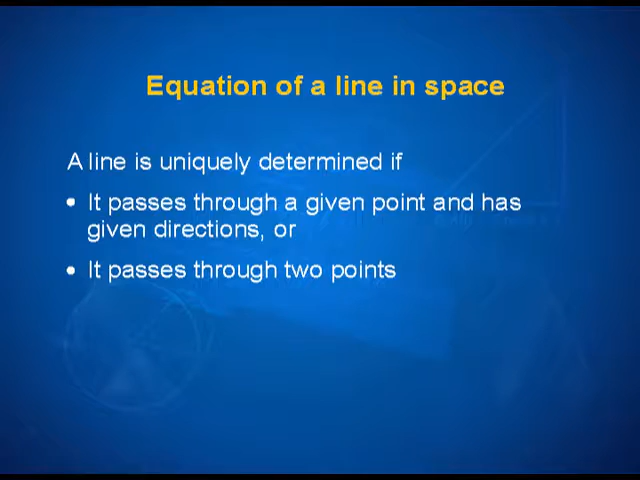 Equation of a line in space
A line is uniquely determined if
• It passes through a given point and has
given directions, or
• It passes through two points